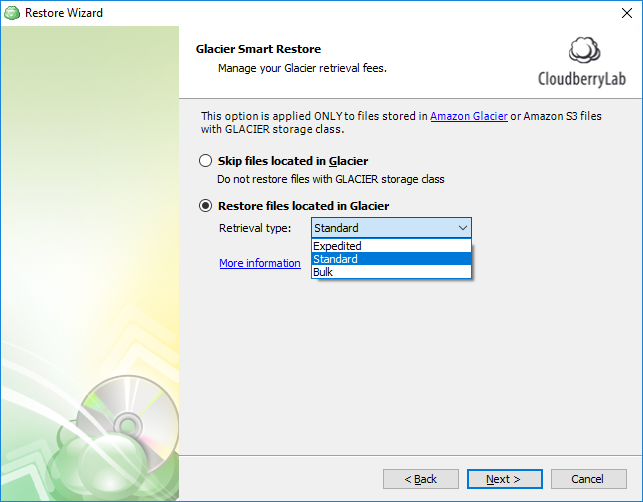 Restore Wizard
Glacier Smart Restore
Manage your Glacier retrieval fees.
CloudberryLab
This option is applied ONLY to files stored in Amazon Glacier or Amazon S3 files
with GLACIER storage class.
Skip files located in Glacier
Do not restore files with GLACIER storage class
Restore files located in Glacier
Retrieval type: Standard
Expedited
Standard
More information
Bulk
< Back Next > Cancel